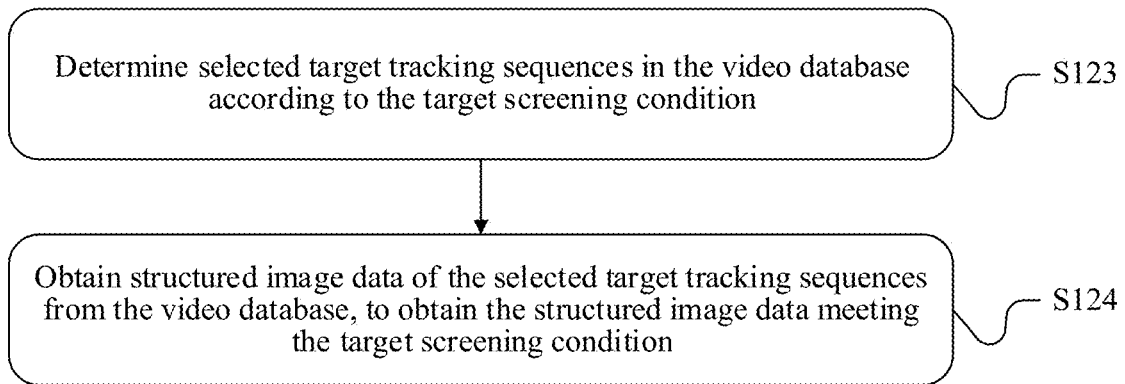 Determine selected target tracking sequences in the video database
according to the target screening condition
S123
Obtain structured image data of the selected target tracking sequences
from the video database, to obtain the structured image data meeting
the target screening condition
S124